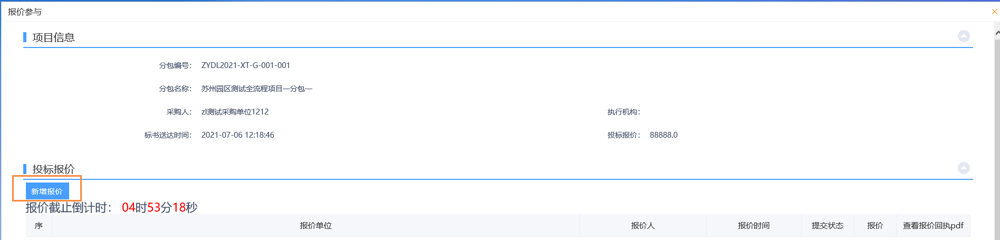 报价参与
项目信息
分包编号： ZYDL2021-XT-G-001-001
分包名称： 苏州园区测试全流程项目—分包一
采购人： zl测试采购单位1212 执行机构：
标书送达时间： 2021-07-06 12:18:46 投标报价： 88888.0
投标报价
新增报价
报价截止倒计时： 04时53分18秒
序 报价单位 报价人 报价时间 提交状态 报价 查看报价回执pdf